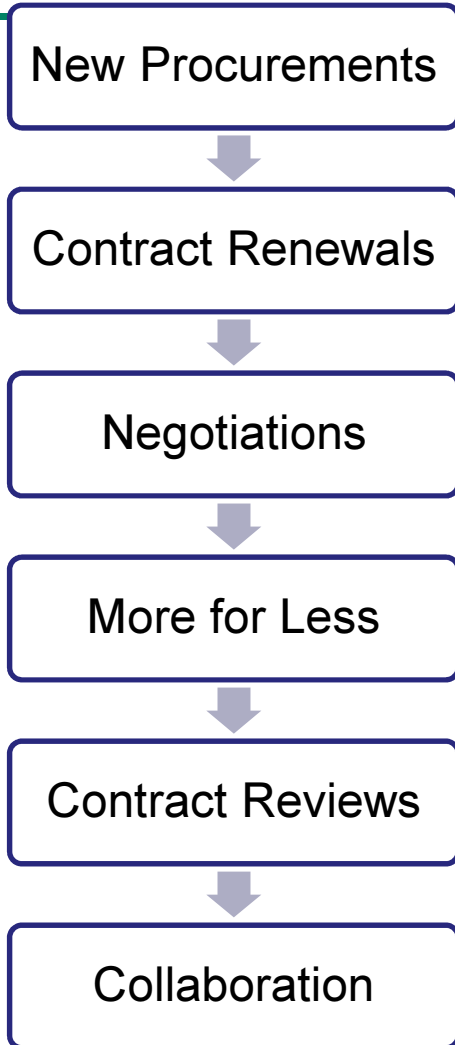 New Procurements
Contract Renewals
Negotiations
More for Less
Contract Reviews
Collaboration